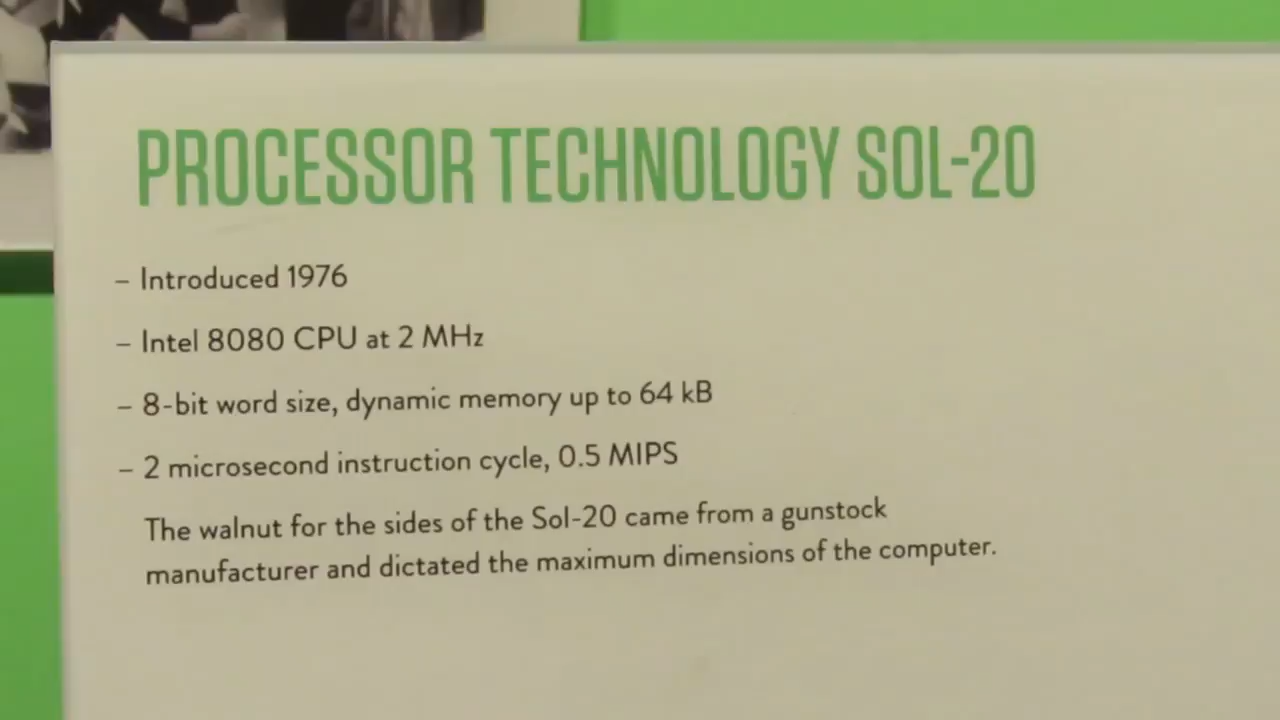 PROCESSOR TECHNOLOGY SOL-20
– Introduced 1976
– Intel 8080 CPU at 2 MHz
– 8-bit word size, dynamic memory up to 64 kB
– 2 microsecond instruction cycle, 0.5 MIPS
The walnut for the sides of the Sol-20 came from a gunstock
manufacturer and dictated the maximum dimensions of the computer.